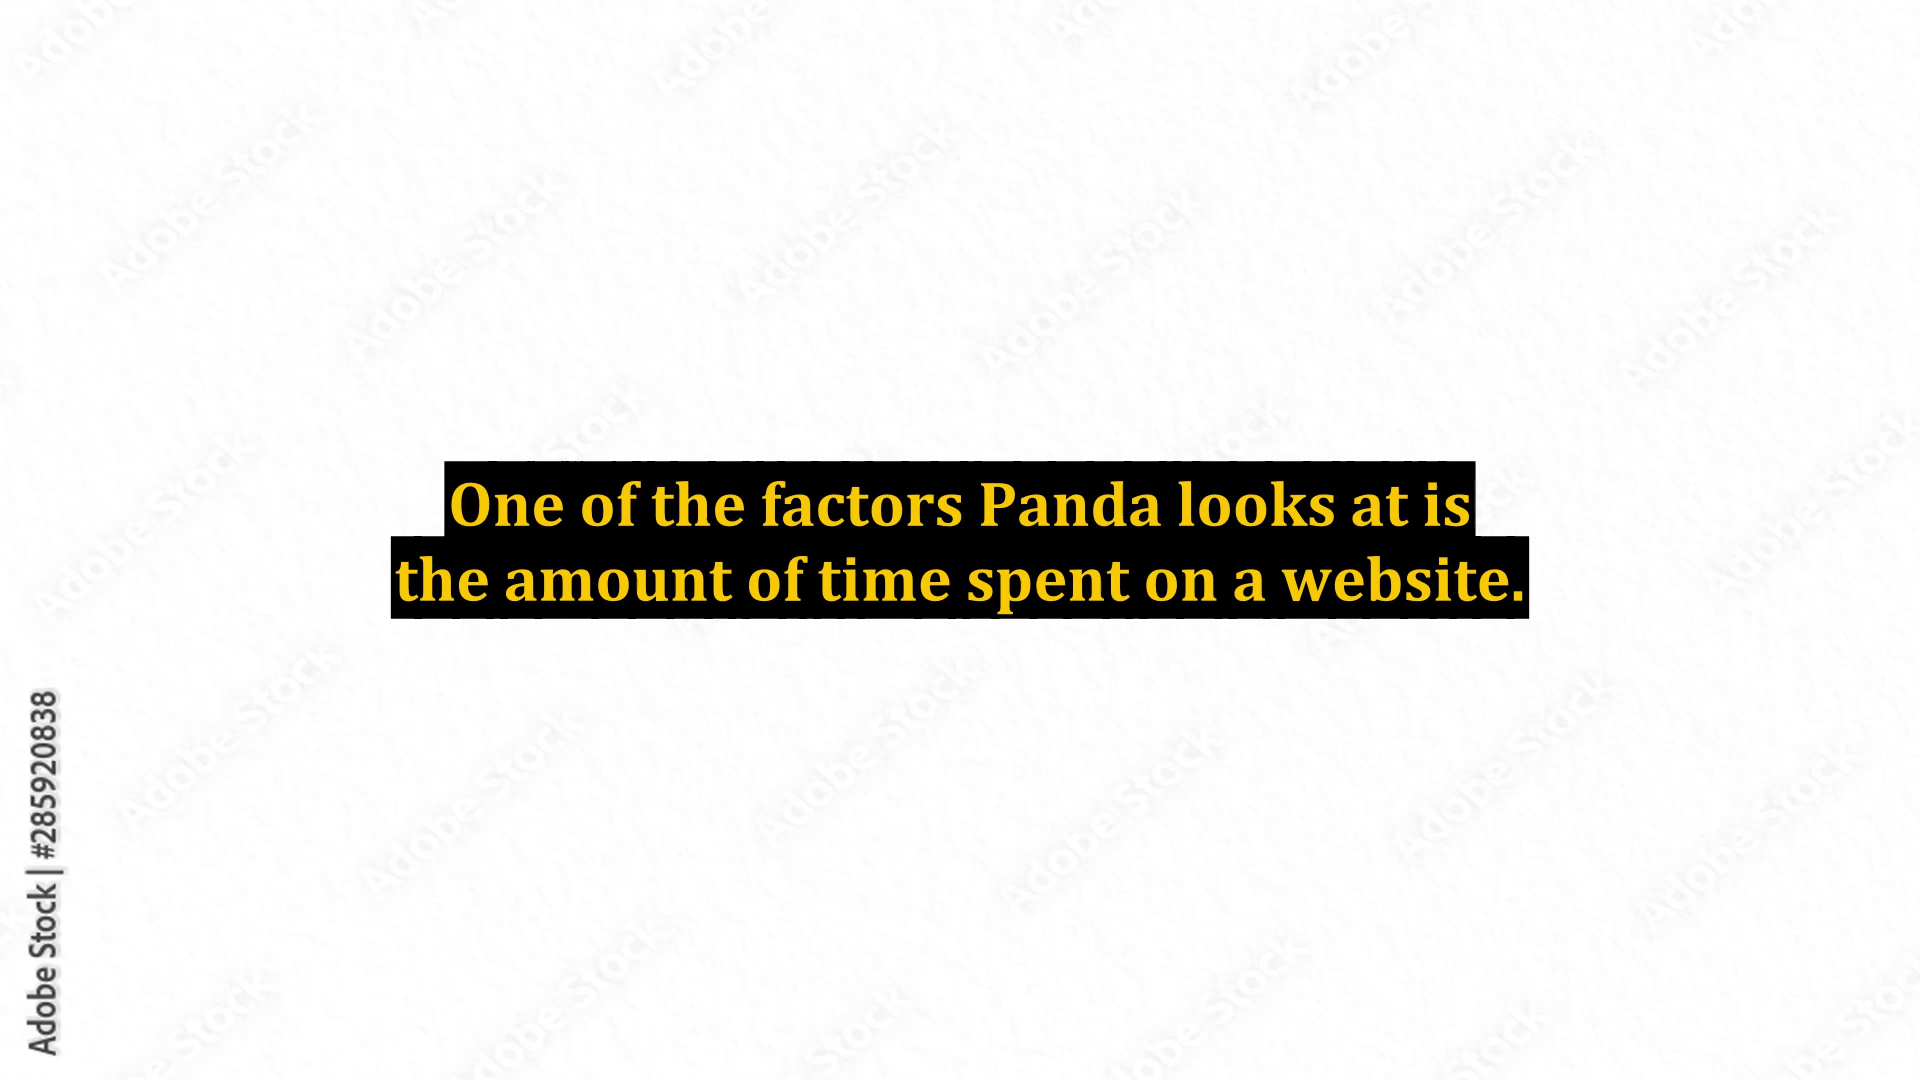 One of the factors Panda looks at is
the amount of time spent on a website.
Adobe Stock | #285920838